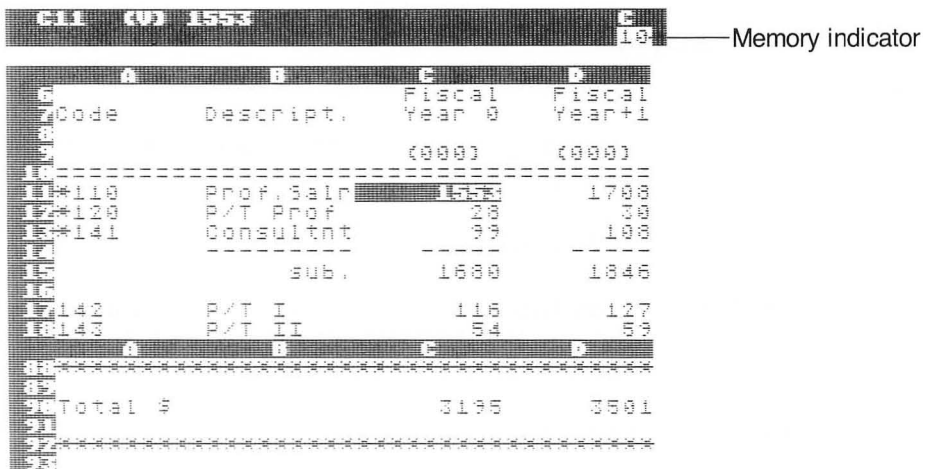 C11 (V) 1553 C
10 Memory indicator
A B C D
6 Fiscal Fiscal
7 Code Descript. Year 0 Year+1
8
9 (000) (000)
10 ----------------------------------------
11 *110 Prof.Salr 1553 1708
12 *120 P/T Prof 28 30
13 *141 Consultnt 99 108
14 --------- ----- -----
15 sub. 1680 1846
16
17 142 P/T I 116 127
18 143 P/T II 54 59
A B C D
88 ****************************************
89
90 Total $ 3195 3501
91
92 ****************************************
93